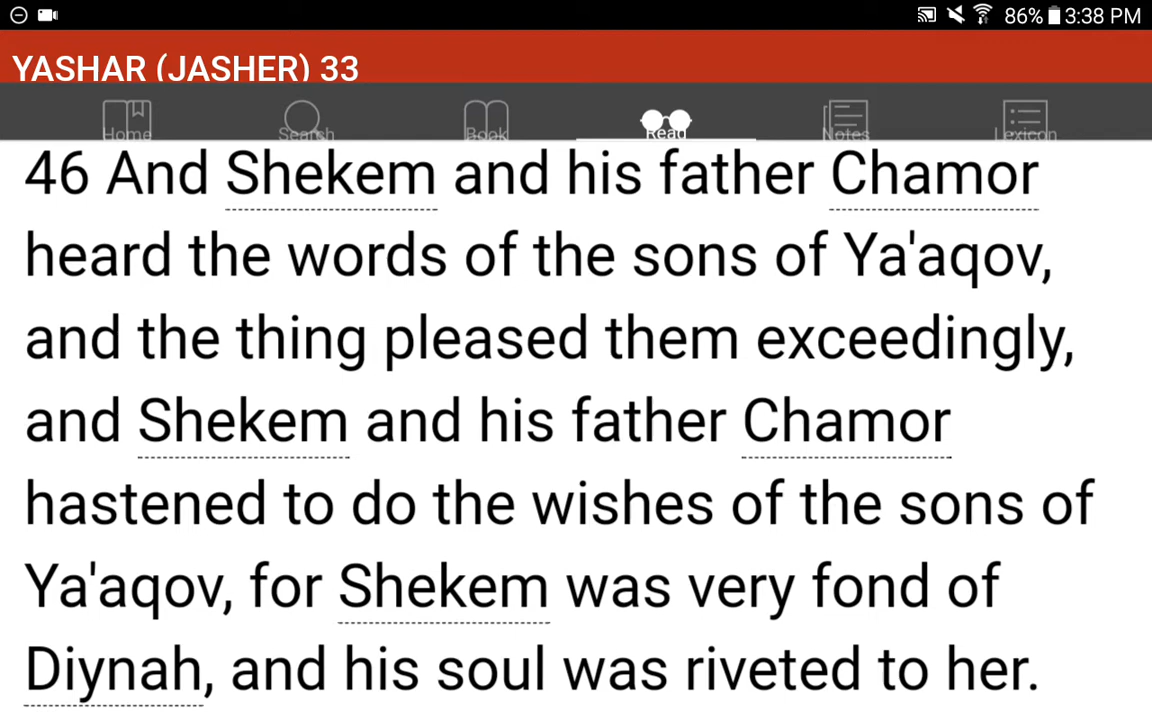 86% 3:38 PM
YASHAR (JASHER) 33
Home Search Book Read Notes Lexicon
46 And Shekem and his father Chamor
heard the words of the sons of Ya'aqov,
and the thing pleased them exceedingly,
and Shekem and his father Chamor
hastened to do the wishes of the sons of
Ya'aqov, for Shekem was very fond of
Diynah, and his soul was riveted to her.